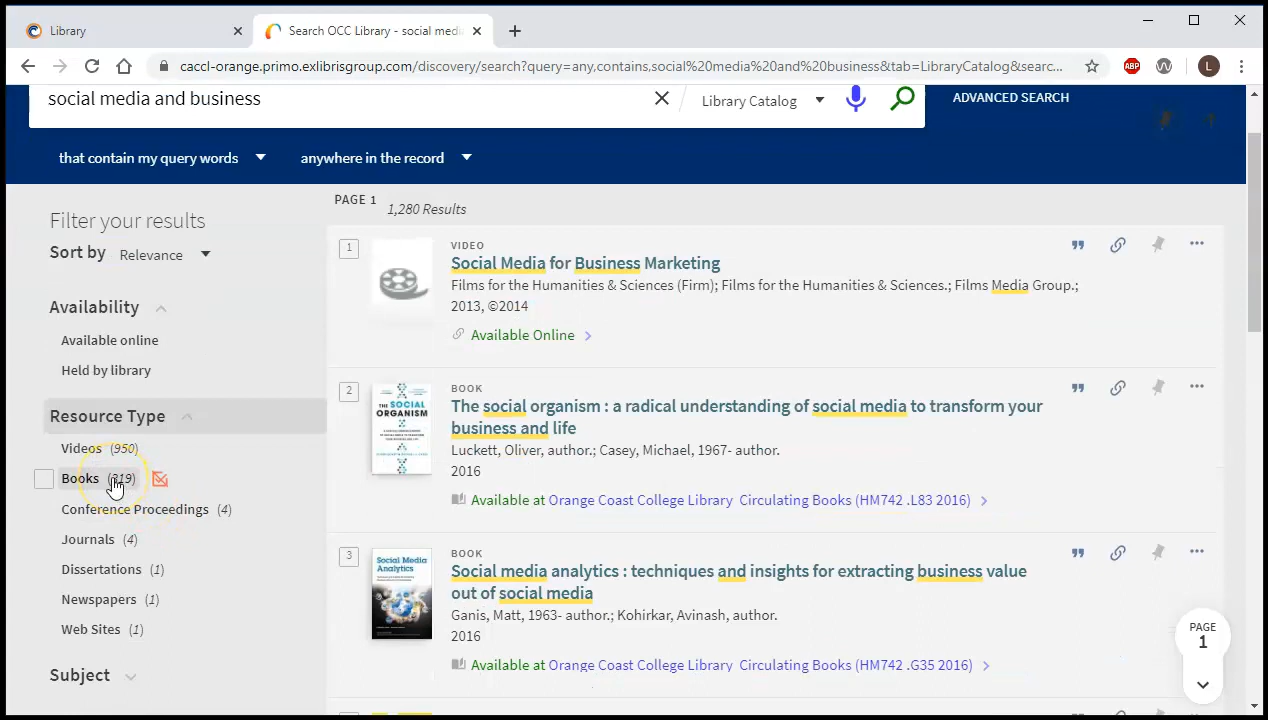 Library
Search OCC Library - social medi
caccl-orange.primo.exlibrisgroup.com/discovery/search?query=any,contains,social%20media%20and%20business&tab=LibraryCatalog&searc...
ABP
L
social media and business
Library Catalog
ADVANCED SEARCH
that contain my query words
anywhere in the record
Filter your results
Sort by Relevance
Availability
Available online
Held by library
Resource Type
Videos (950)
Books (319)
Conference Proceedings (4)
Journals (4)
Dissertations (1)
Newspapers (1)
Web Sites (1)
Subject
PAGE 1 1,280 Results
1
VIDEO
Social Media for Business Marketing
Films for the Humanities & Sciences (Firm); Films for the Humanities & Sciences.; Films Media Group.;
2013, ©2014
Available Online
2
THE SOCIAL
ORGANISM
BOOK
The social organism : a radical understanding of social media to transform your
business and life
Luckett, Oliver, author.; Casey, Michael, 1967- author.
2016
Available at Orange Coast College Library Circulating Books (HM742 .L83 2016)
3
Social Media
Analytics
BOOK
Social media analytics : techniques and insights for extracting business value
out of social media
Ganis, Matt, 1963- author.; Kohirkar, Avinash, author.
2016
Available at Orange Coast College Library Circulating Books (HM742 .G35 2016)
PAGE
1